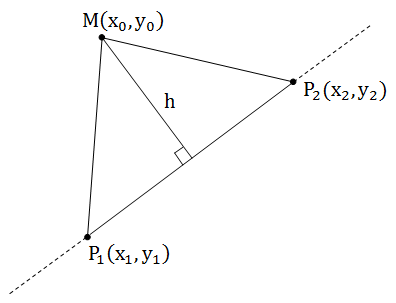 M(x₀,y₀)
h
P₂(x₂,y₂)
P₁(x₁,y₁)